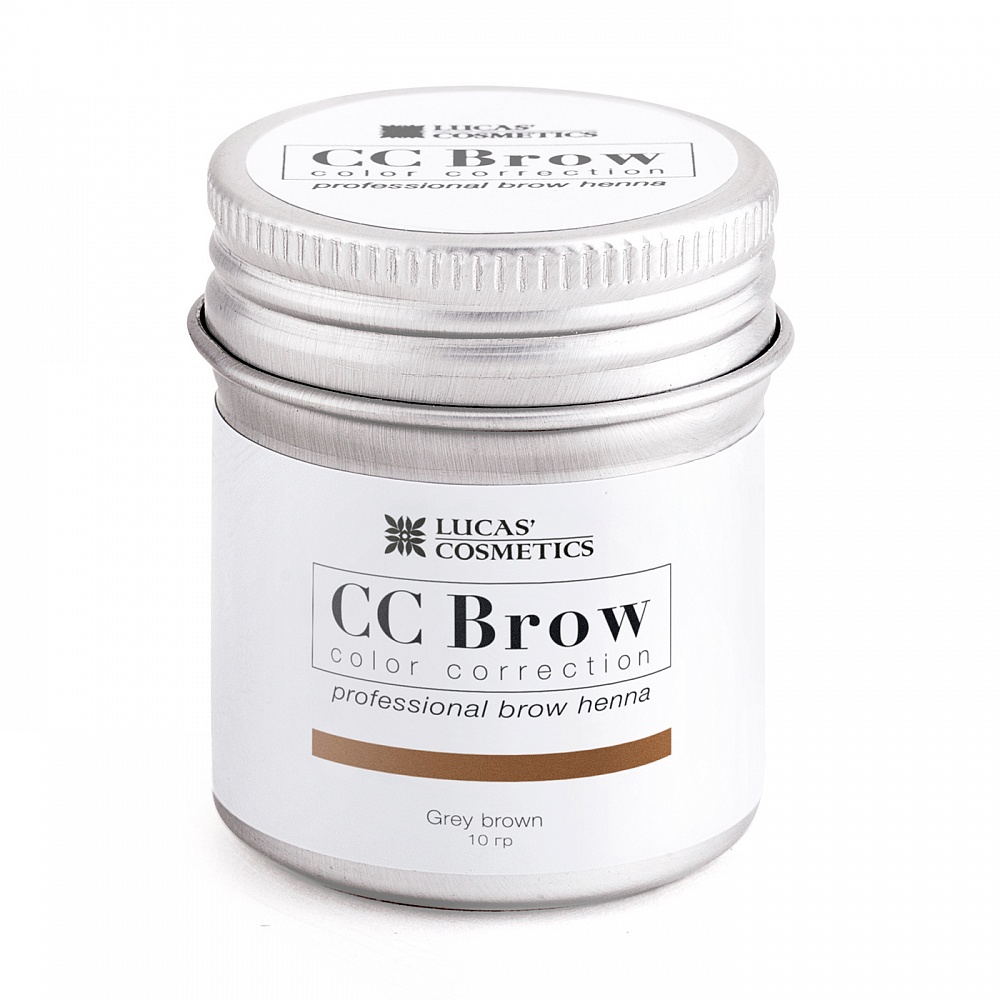 LUCAS'
COSMETICS
CC Brow
color correction
professional brow henna
LUCAS'
COSMETICS
CC Brow
color correction
professional brow henna
Grey brown
10 гр